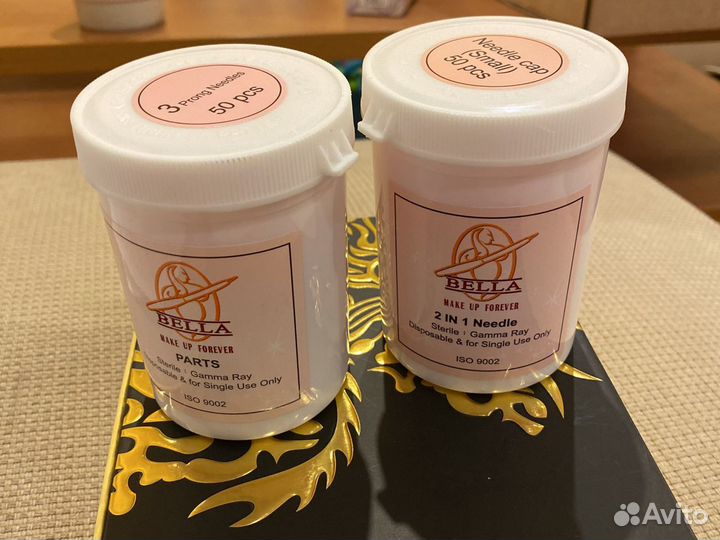 3 Prong Needles
50 pcs
BELLA
MAKE UP FOREVER
PARTS
Sterile : Gamma Ray
Disposable & for Single Use Only
ISO 9002
Needle cap
(Small)
50 pcs
BELLA
MAKE UP FOREVER
2 IN 1 Needle
Sterile : Gamma Ray
Disposable & for Single Use Only
ISO 9002
Avito